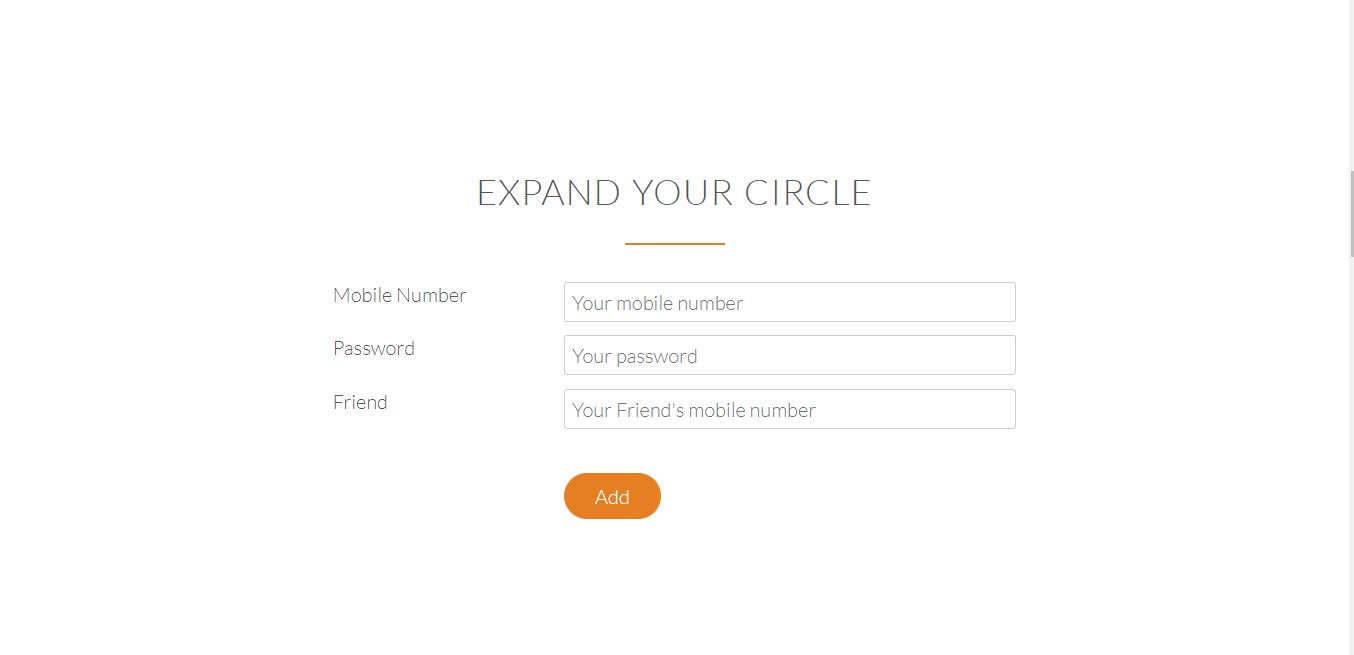 EXPAND YOUR CIRCLE
Mobile Number
Your mobile number
Password
Your password
Friend
Your Friend's mobile number
Add